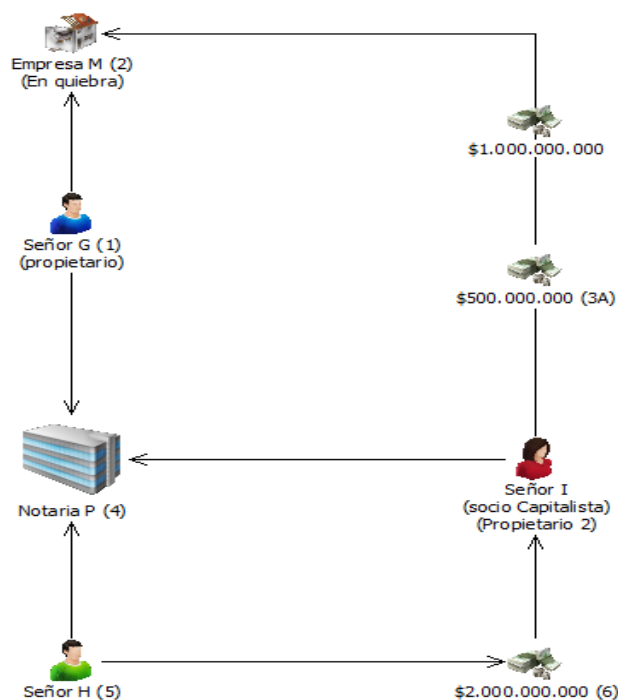 Empresa M (2)
(En quiebra)
$1.000.000.000
Señor G (1)
(propietario)
$500.000.000 (3A)
Notaria P (4)
Señor I
(socio Capitalista)
(Propietario 2)
Señor H (5)
$2.000.000.000 (6)